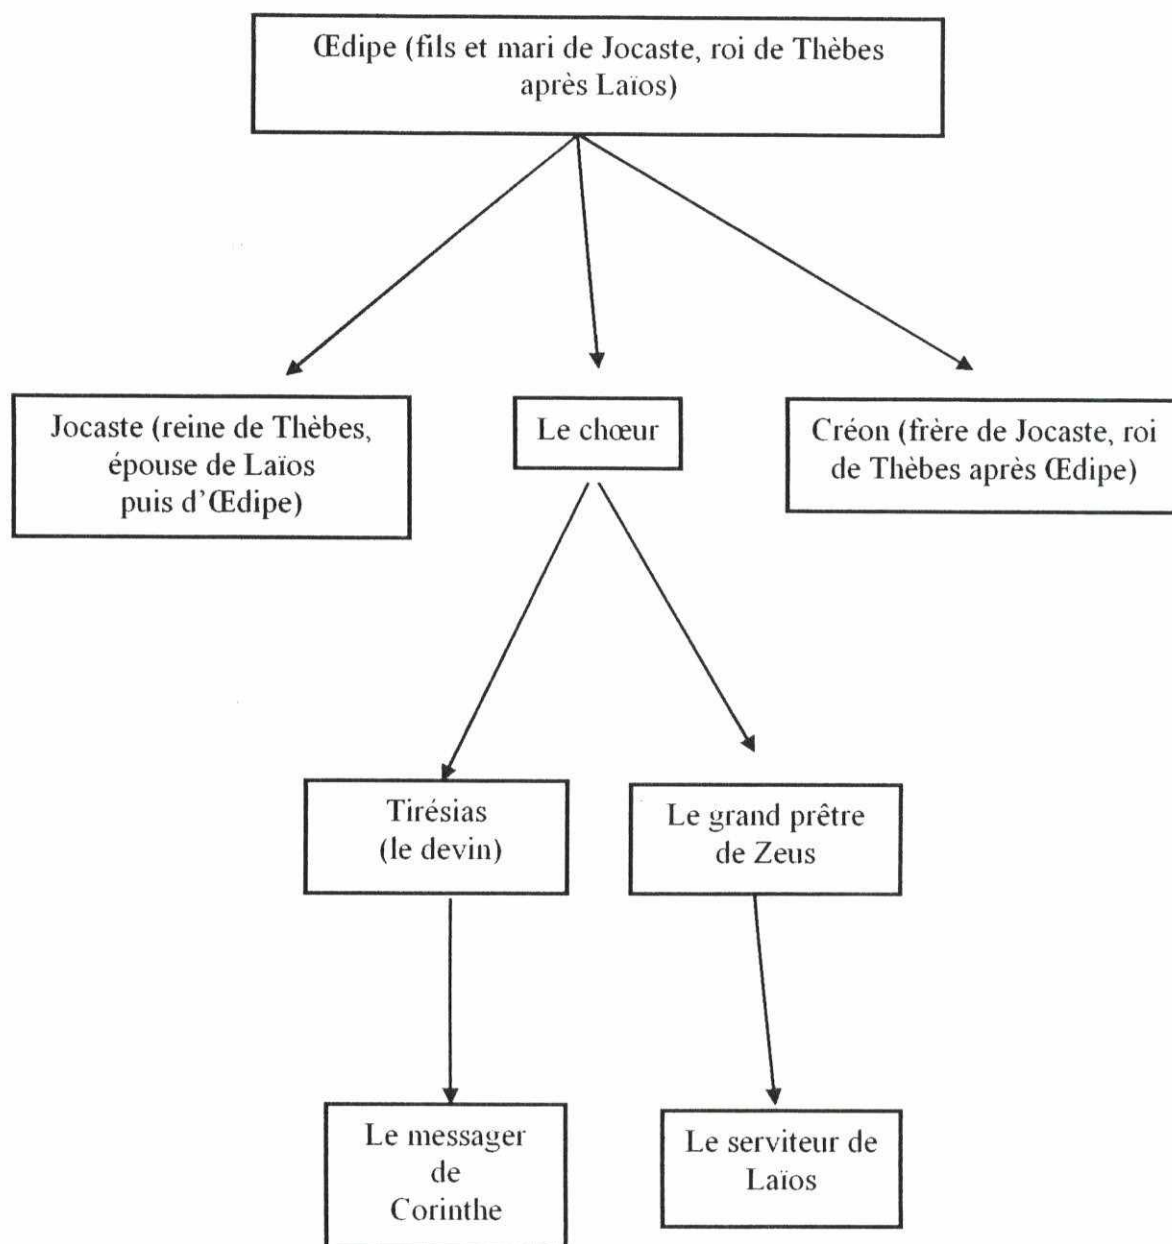 Œdipe (fils et mari de Jocaste, roi de Thèbes
après Laïos)
Jocaste (reine de Thèbes,
épouse de Laïos
puis d'Œdipe)
Le chœur
Créon (frère de Jocaste, roi
de Thèbes après Œdipe)
Tirésias
(le devin)
Le grand prêtre
de Zeus
Le messager
de
Corinthe
Le serviteur de
Laïos